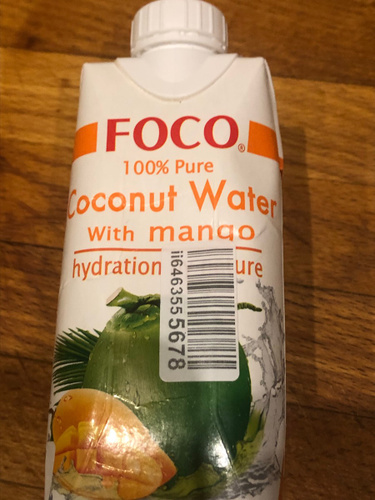 FOCO®
100% Pure
Coconut Water
With mango
hydration ure
ii6463555678